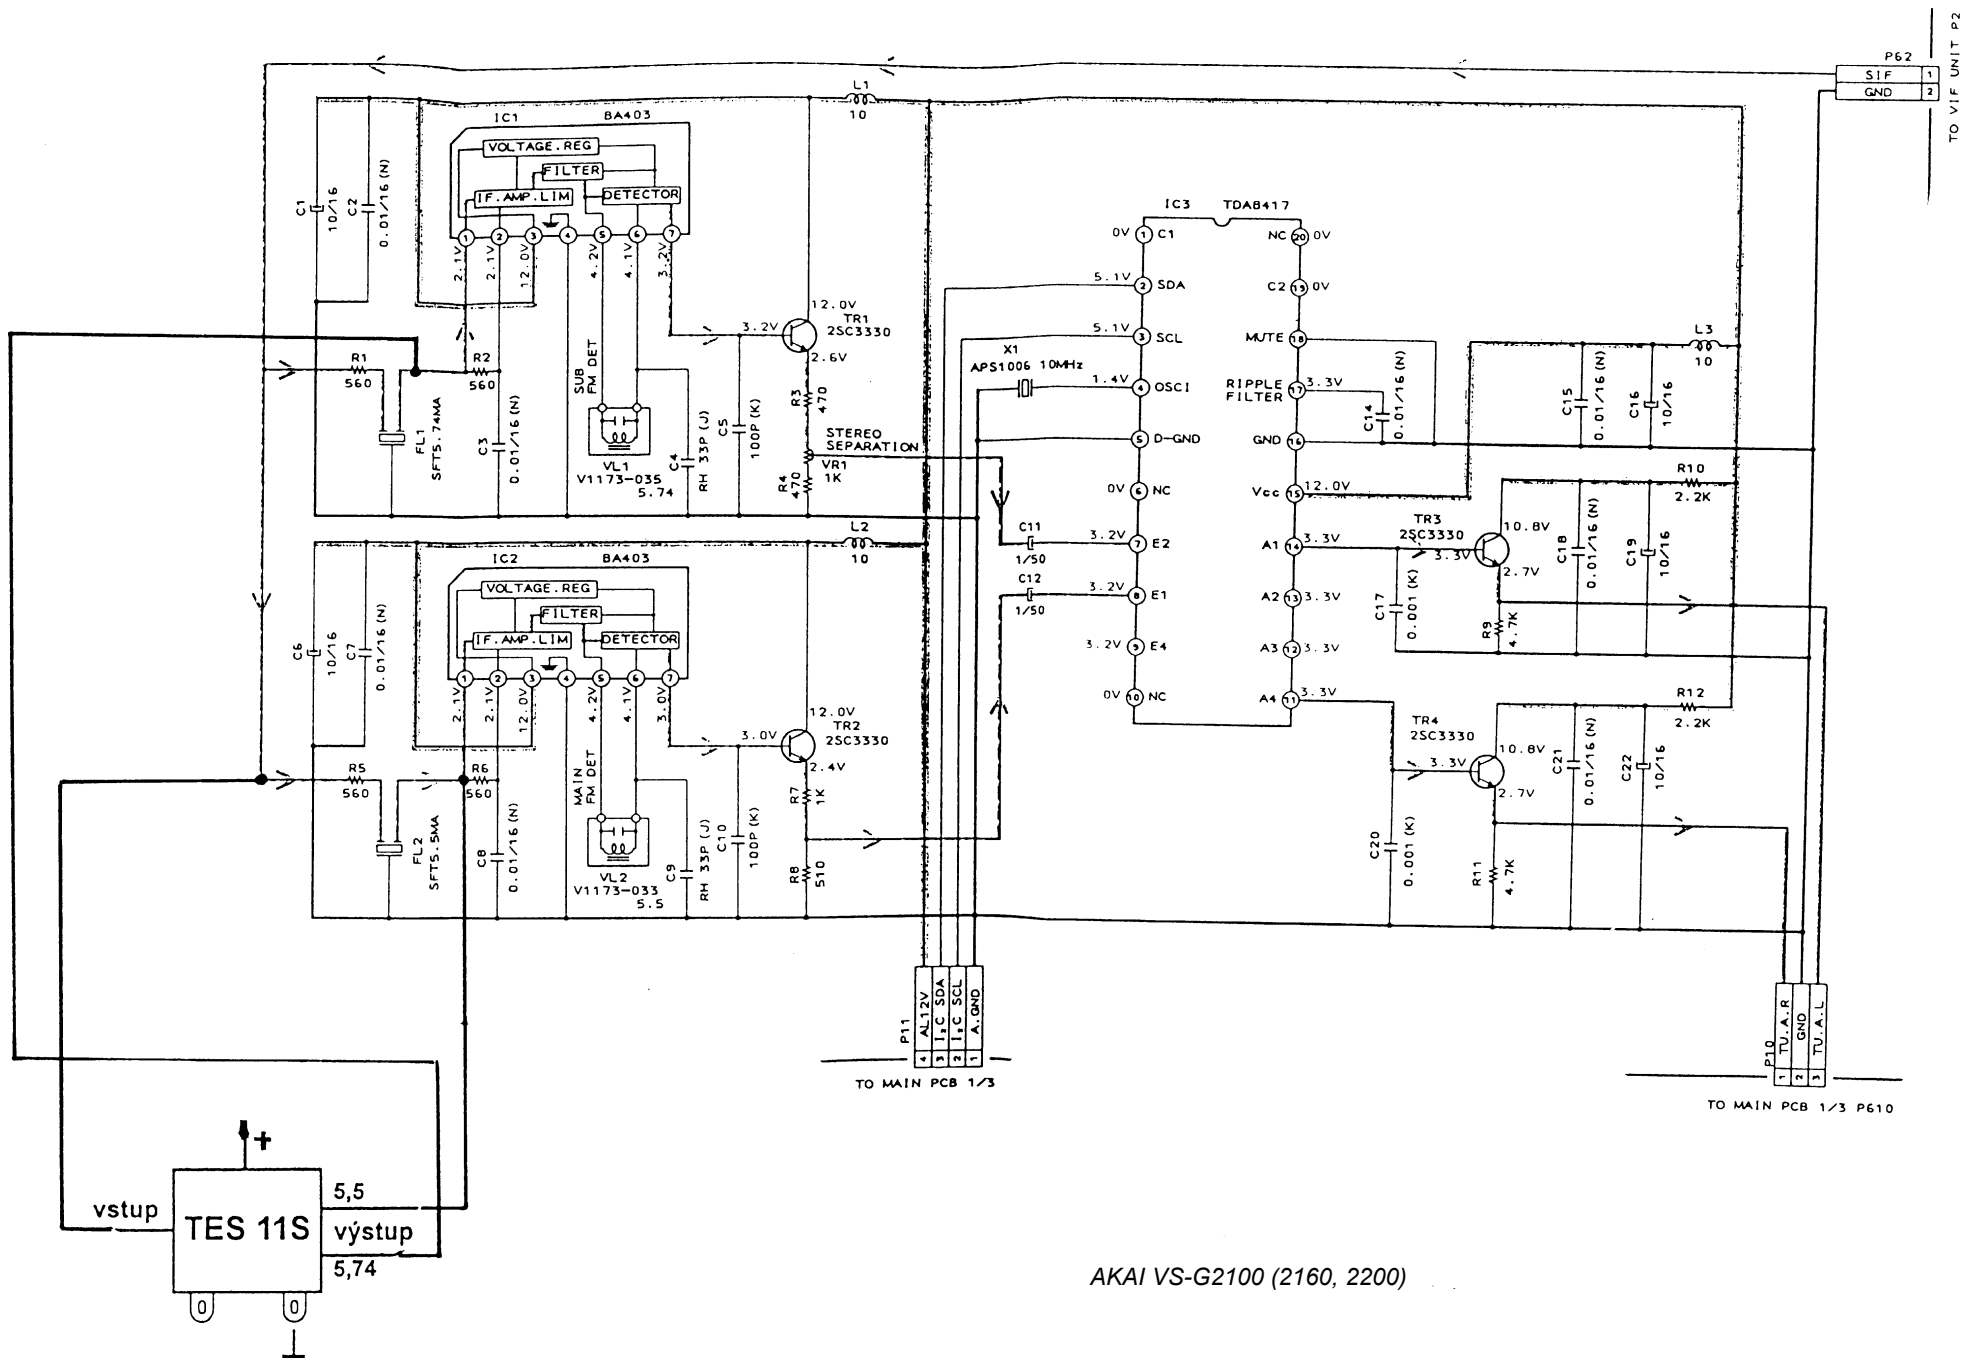 TO VIF UNIT P2
P62
SIF 1
GND 2
L1
10
IC1 BA403
VOLTAGE.REG
FILTER
IF.AMP.LIM
DETECTOR
1 2 3 4 5 6 7
2.1V 2.1V 12.0V 4.2V 4.1V 3.2V
C1
10/16
C2
0.01/16(N)
R1
560
R2
560
FL1
SFT5.74MA
C3
0.01/16(N)
SUB
FM DET
VL1
V1173-035
5.74
C4
RH 33P(J)
C5
100P(K)
3.2V
12.0V
TR1
2SC3330
2.6V
R3
470
STEREO
SEPARATION
VR1
1K
R4
470
L2
10
IC2 BA403
VOLTAGE.REG
FILTER
IF.AMP.LIM
DETECTOR
1 2 3 4 5 6 7
2.1V 2.1V 12.0V 4.2V 4.1V 3.0V
C6
10/16
C7
0.01/16(N)
R5
560
R6
560
FL2
SFT5.5MA
C8
0.01/16(N)
MAIN
FM DET
VL2
V1173-033
5.5
C9
RH 33P(J)
C10
100P(K)
3.0V
12.0V
TR2
2SC3330
2.4V
R7
1K
R8
510
IC3 TDA8417
0V 1 C1
5.1V 2 SDA
5.1V 3 SCL
X1
APS1006 10MHz
1.4V 4 OSCI
5 D-GND
0V 6 NC
C11
1/50
3.2V 7 E2
C12
1/50
3.2V 8 E1
3.2V 9 E4
0V 10 NC
NC 20 0V
C2 19 0V
MUTE 18
RIPPLE
FILTER 17 3.3V
GND 16
Vcc 15 12.0V
A1 14 3.3V
A2 13 3.3V
A3 12 3.3V
A4 11 3.3V
C14
0.01/16(N)
C15
0.01/16(N)
C16
10/16
L3
10
R10
2.2K
TR3
2SC3330
3.3V
10.8V
2.7V
C17
0.001(K)
R9
4.7K
C18
0.01/16(N)
C19
10/16
R12
2.2K
TR4
2SC3330
3.3V
10.8V
2.7V
C20
0.001(K)
R11
4.7K
C21
0.01/16(N)
C22
10/16
P11
AL12V 4
I₂C SDA 3
I₂C SCL 2
A.GND 1
TO MAIN PCB 1/3
P10
TU.A.R 1
GND 2
TU.A.L 3
TO MAIN PCB 1/3 P610
+
vstup
TES 11S
5,5
výstup
5,74
AKAI VS-G2100 (2160, 2200)